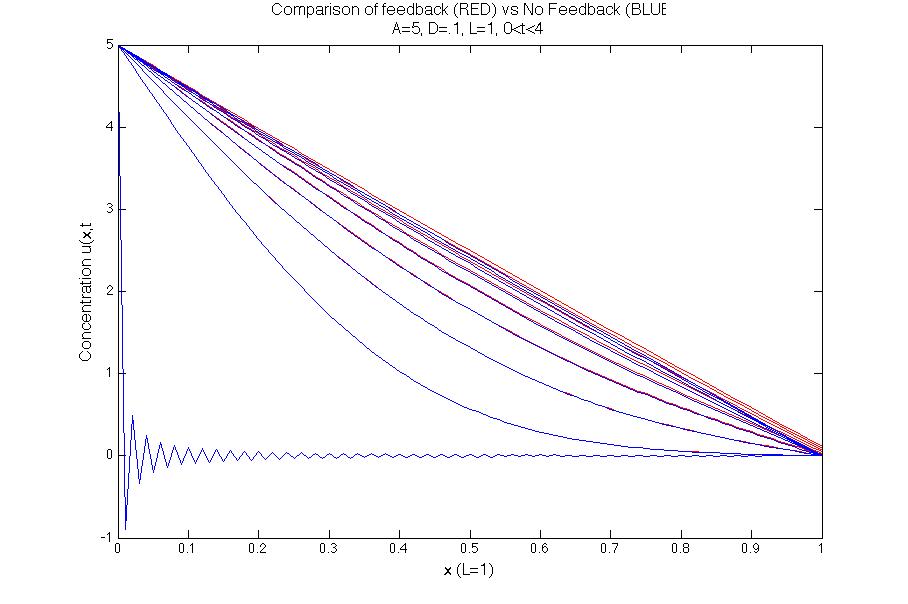 Comparison of feedback (RED) vs No Feedback (BLUE
A=5, D=.1, L=1, 0<t<4
5
4
3
2
1
0
-1
Concentration u(x,t
0 0.1 0.2 0.3 0.4 0.5 0.6 0.7 0.8 0.9 1
x (L=1)